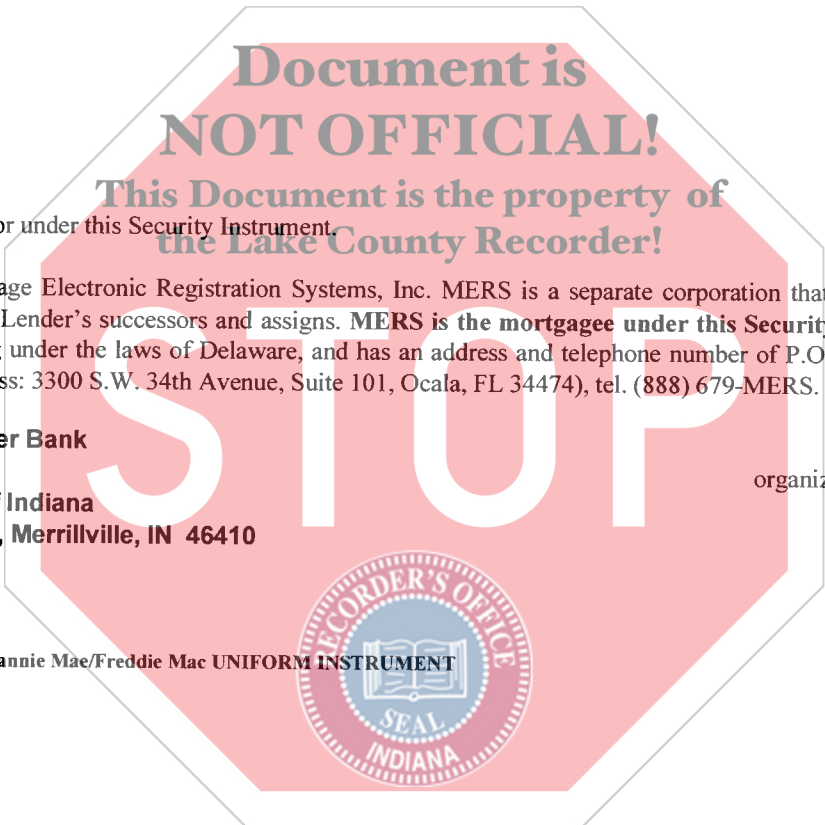 Document is
NOT OFFICIAL!
This Document is the property of
or under this Security Instrument.
the Lake County Recorder!
age Electronic Registration Systems, Inc. MERS is a separate corporation that
Lender's successors and assigns. MERS is the mortgagee under this Security
under the laws of Delaware, and has an address and telephone number of P.O
ss: 3300 S.W. 34th Avenue, Suite 101, Ocala, FL 34474), tel. (888) 679-MERS.
STOP
er Bank
organiz
Indiana
, Merrillville, IN 46410
RECORDER'S OFFICE
annie Mae/Freddie Mac UNIFORM INSTRUMENT
SEAL
INDIANA